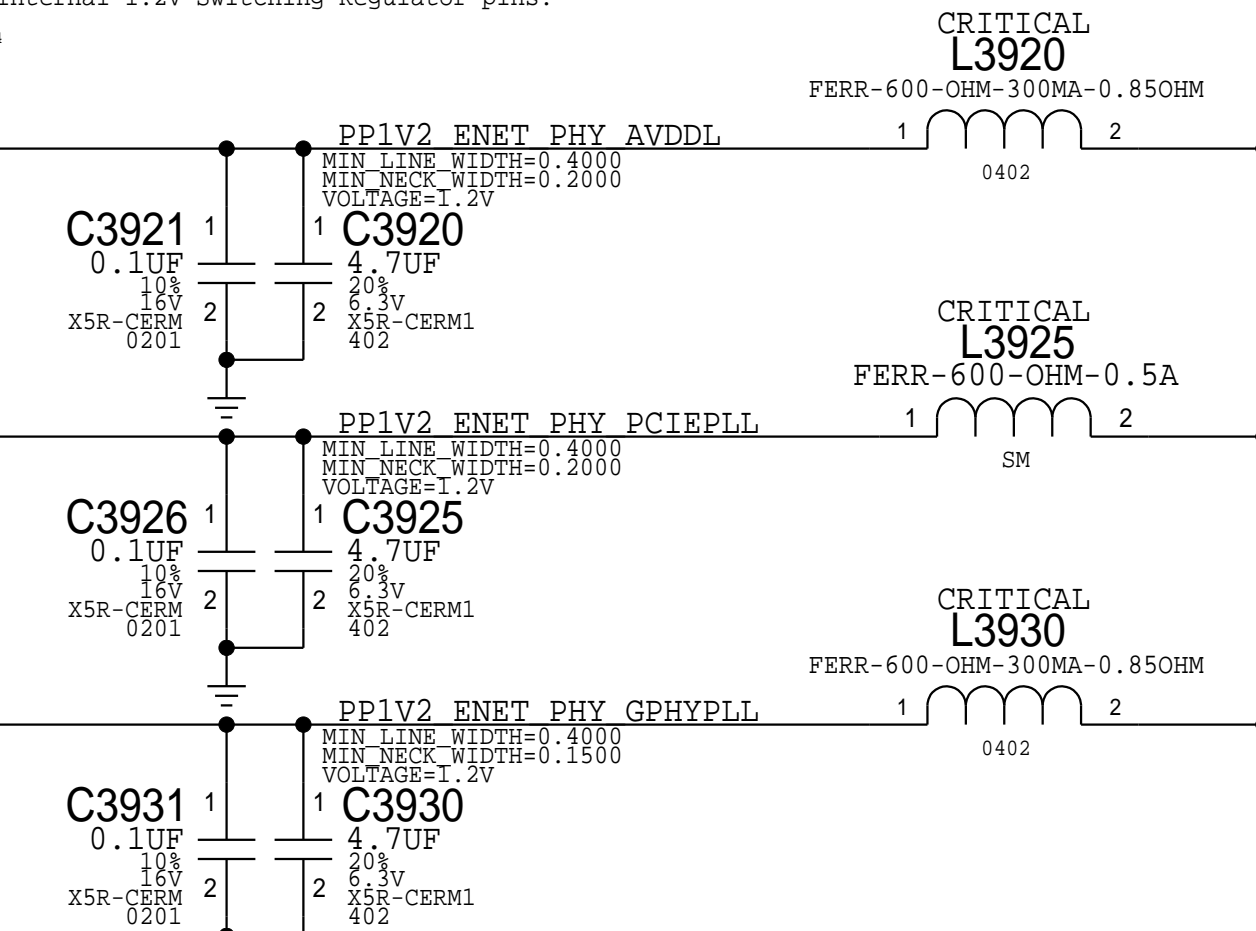 Internal 1.2V Switching Regulator pins.
CRITICAL
L3920
FERR-600-OHM-300MA-0.85OHM
1
2
0402
PP1V2_ENET_PHY_AVDDL
MIN_LINE_WIDTH=0.4000
MIN_NECK_WIDTH=0.2000
VOLTAGE=1.2V
C3921
1
0.1UF
10%
16V
2
X5R-CERM
0201
1
C3920
4.7UF
20%
6.3V
2
X5R-CERM1
402
CRITICAL
L3925
FERR-600-OHM-0.5A
1
2
SM
PP1V2_ENET_PHY_PCIEPLL
MIN_LINE_WIDTH=0.4000
MIN_NECK_WIDTH=0.2000
VOLTAGE=1.2V
C3926
1
0.1UF
10%
16V
2
X5R-CERM
0201
1
C3925
4.7UF
20%
6.3V
2
X5R-CERM1
402
CRITICAL
L3930
FERR-600-OHM-300MA-0.85OHM
1
2
0402
PP1V2_ENET_PHY_GPHYPLL
MIN_LINE_WIDTH=0.4000
MIN_NECK_WIDTH=0.1500
VOLTAGE=1.2V
C3931
1
0.1UF
10%
16V
2
X5R-CERM
0201
1
C3930
4.7UF
20%
6.3V
2
X5R-CERM1
402